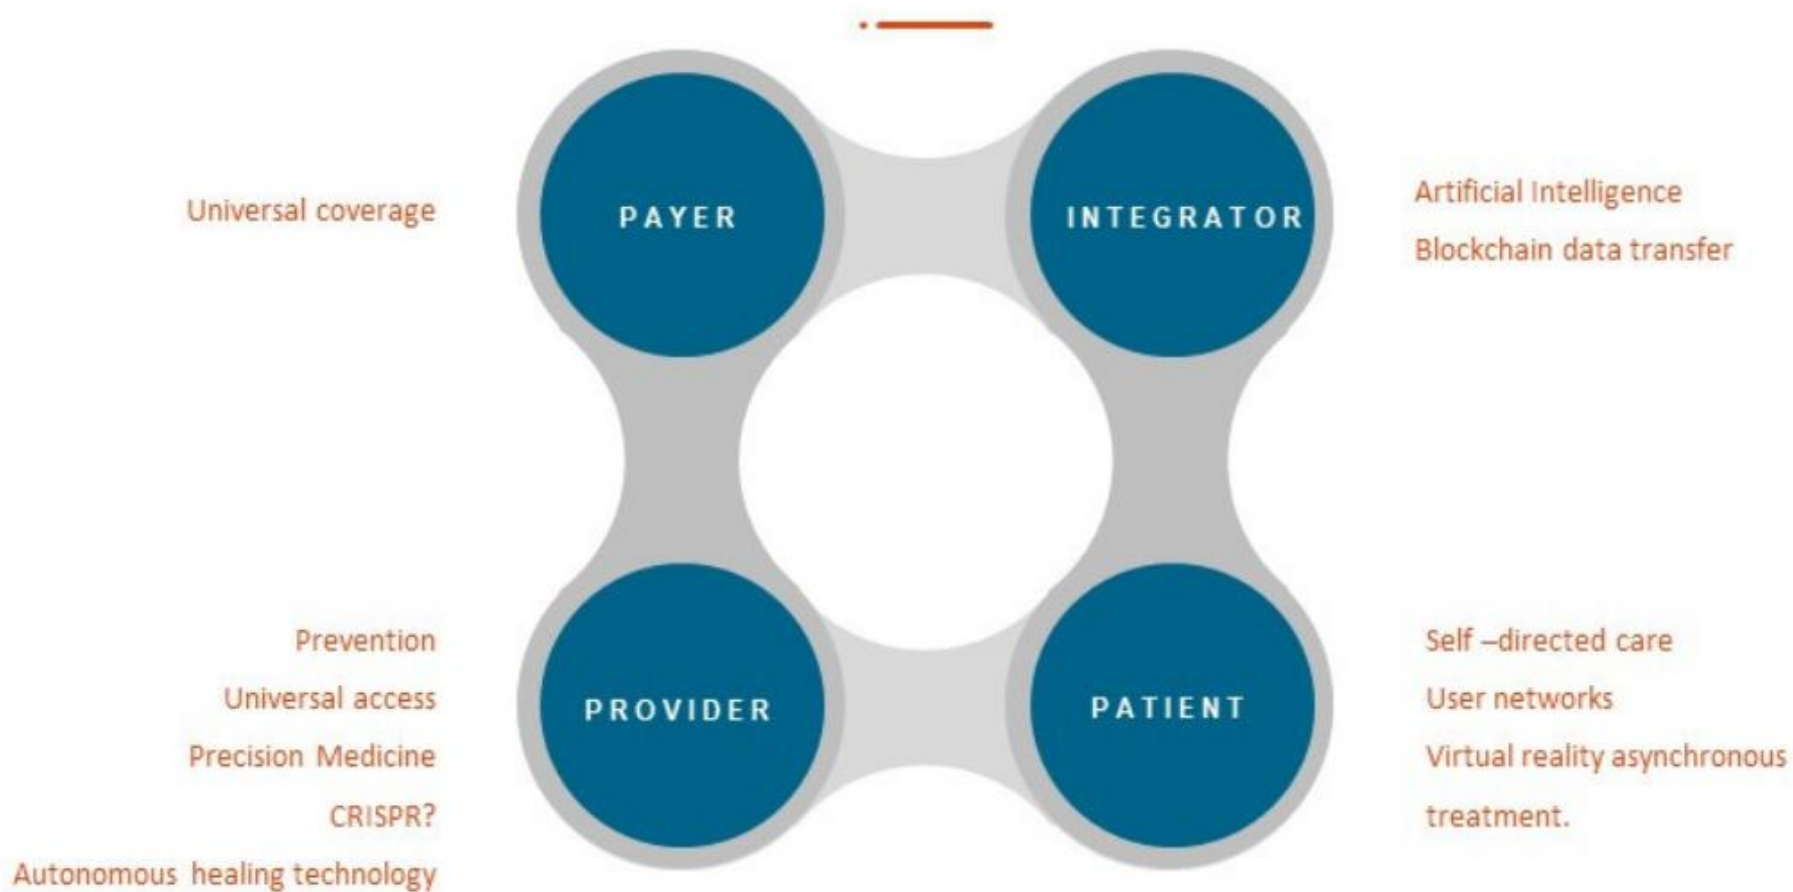 PAYER
INTEGRATOR
Universal coverage
Artificial Intelligence
Blockchain data transfer
PROVIDER
PATIENT
Prevention
Universal access
Precision Medicine
CRISPR?
Autonomous healing technology
Self –directed care
User networks
Virtual reality asynchronous
treatment.